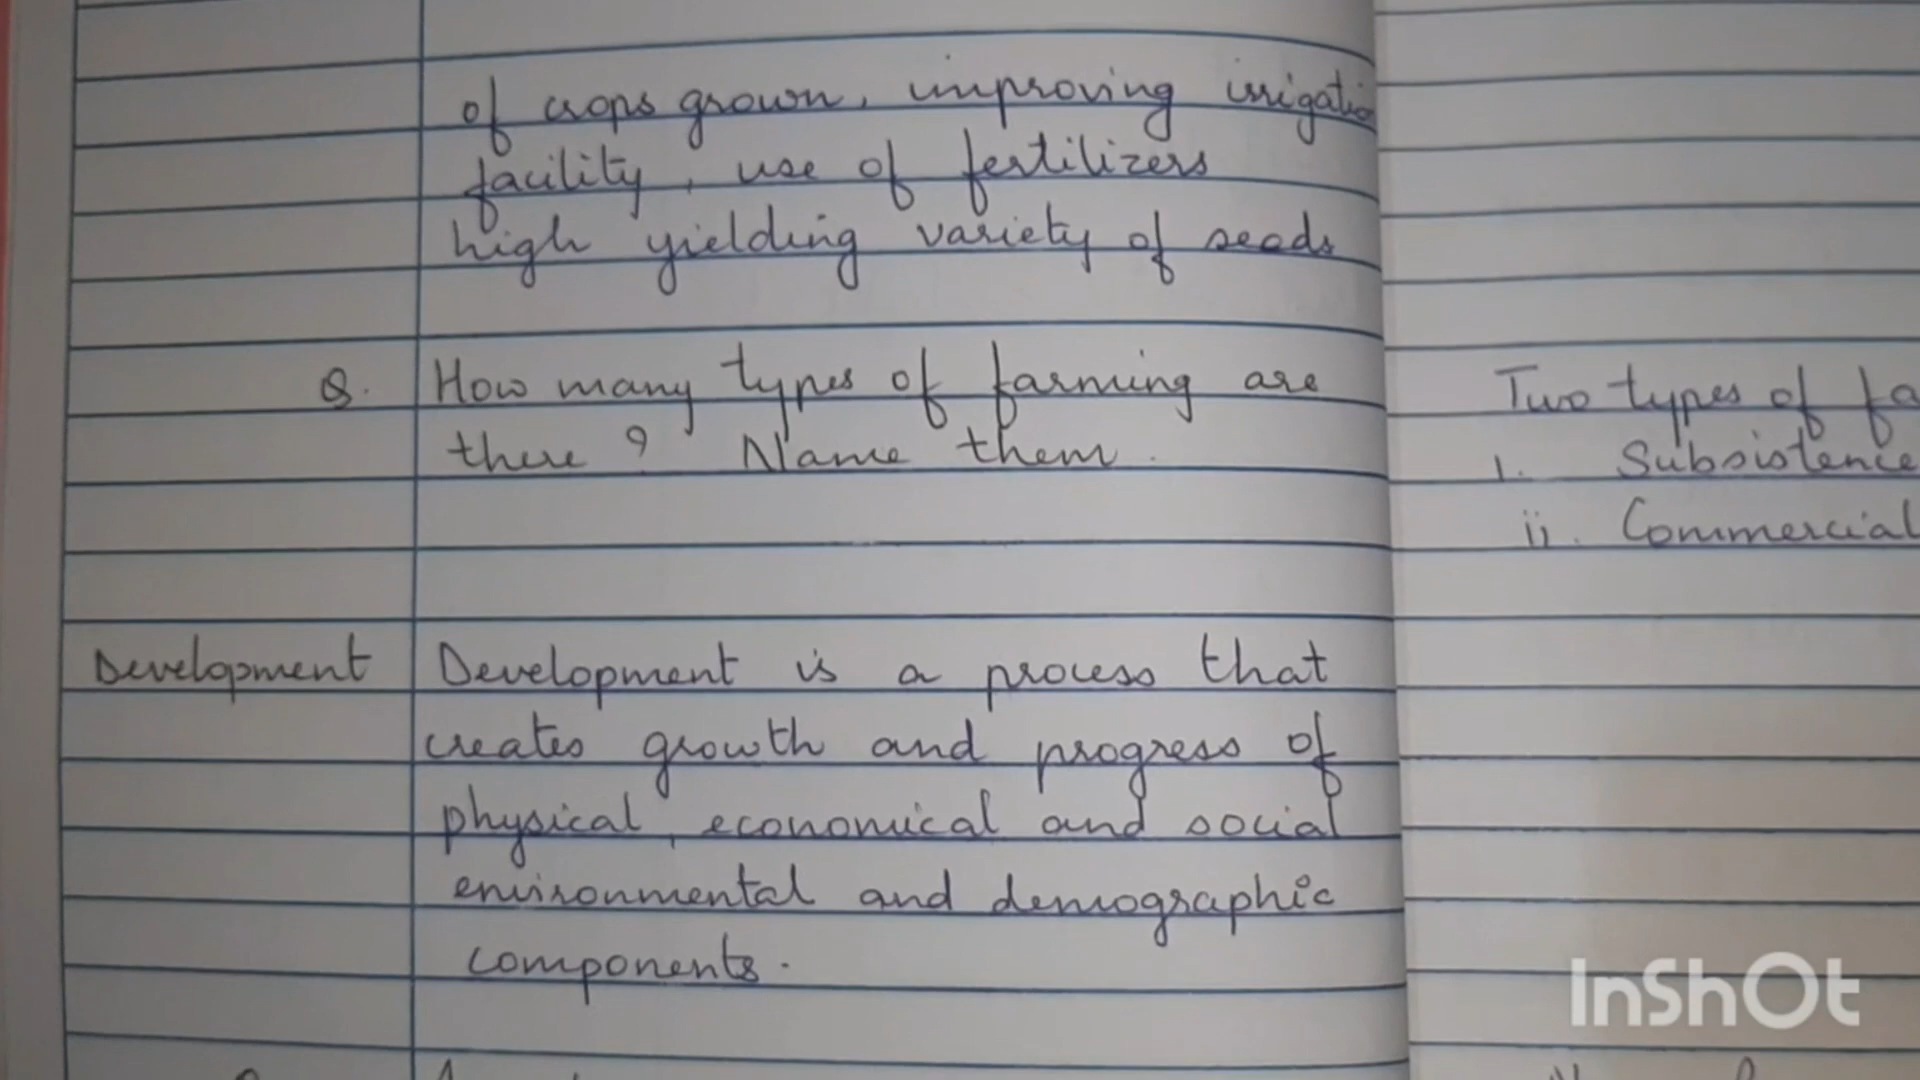 of crops grown, improving irrigatio
facility, use of fertilizers
high yielding variety of seeds
Q. How many types of farming are
there? Name them.
Development Development is a process that
creates growth and progress of
physical, economical and social
environmental and demographic
components.
Two types of fa
i. Subsistence
ii. Commercial
InShOt